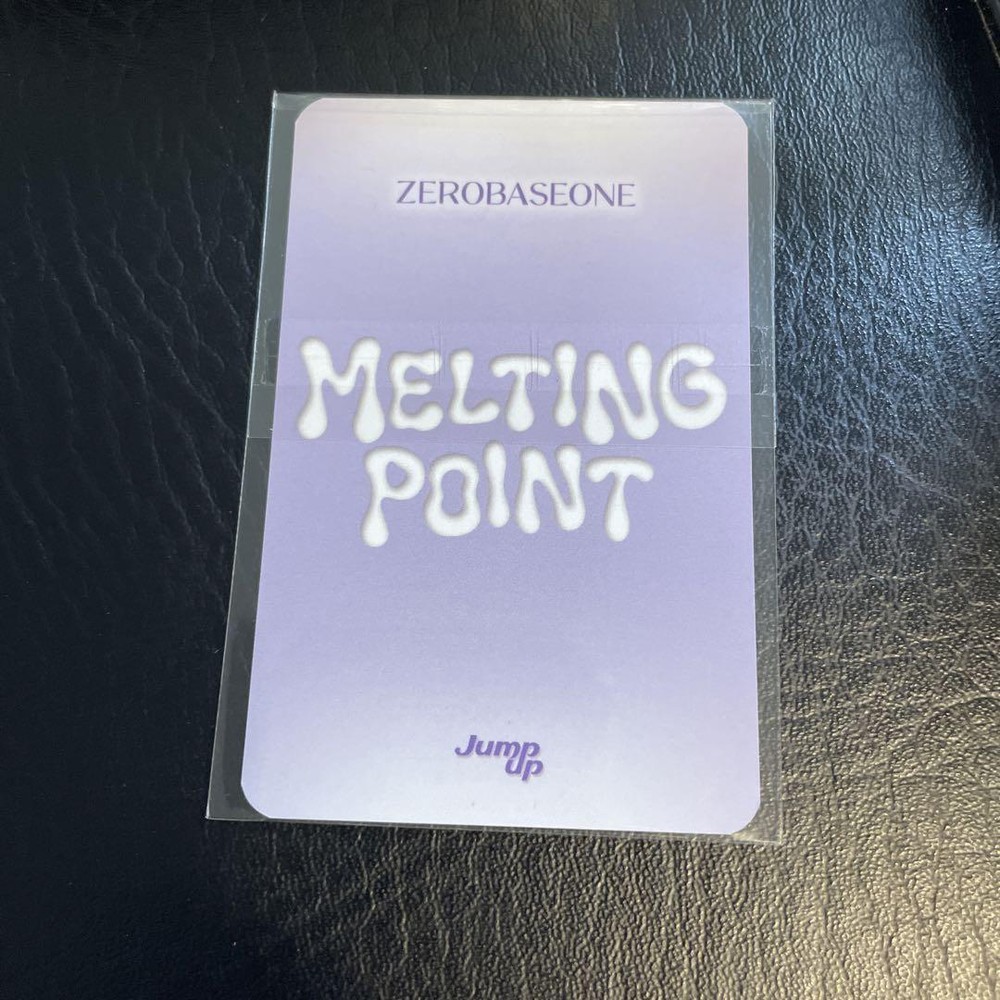 ZEROBASEONE
MELTING
POINT
Jump
up